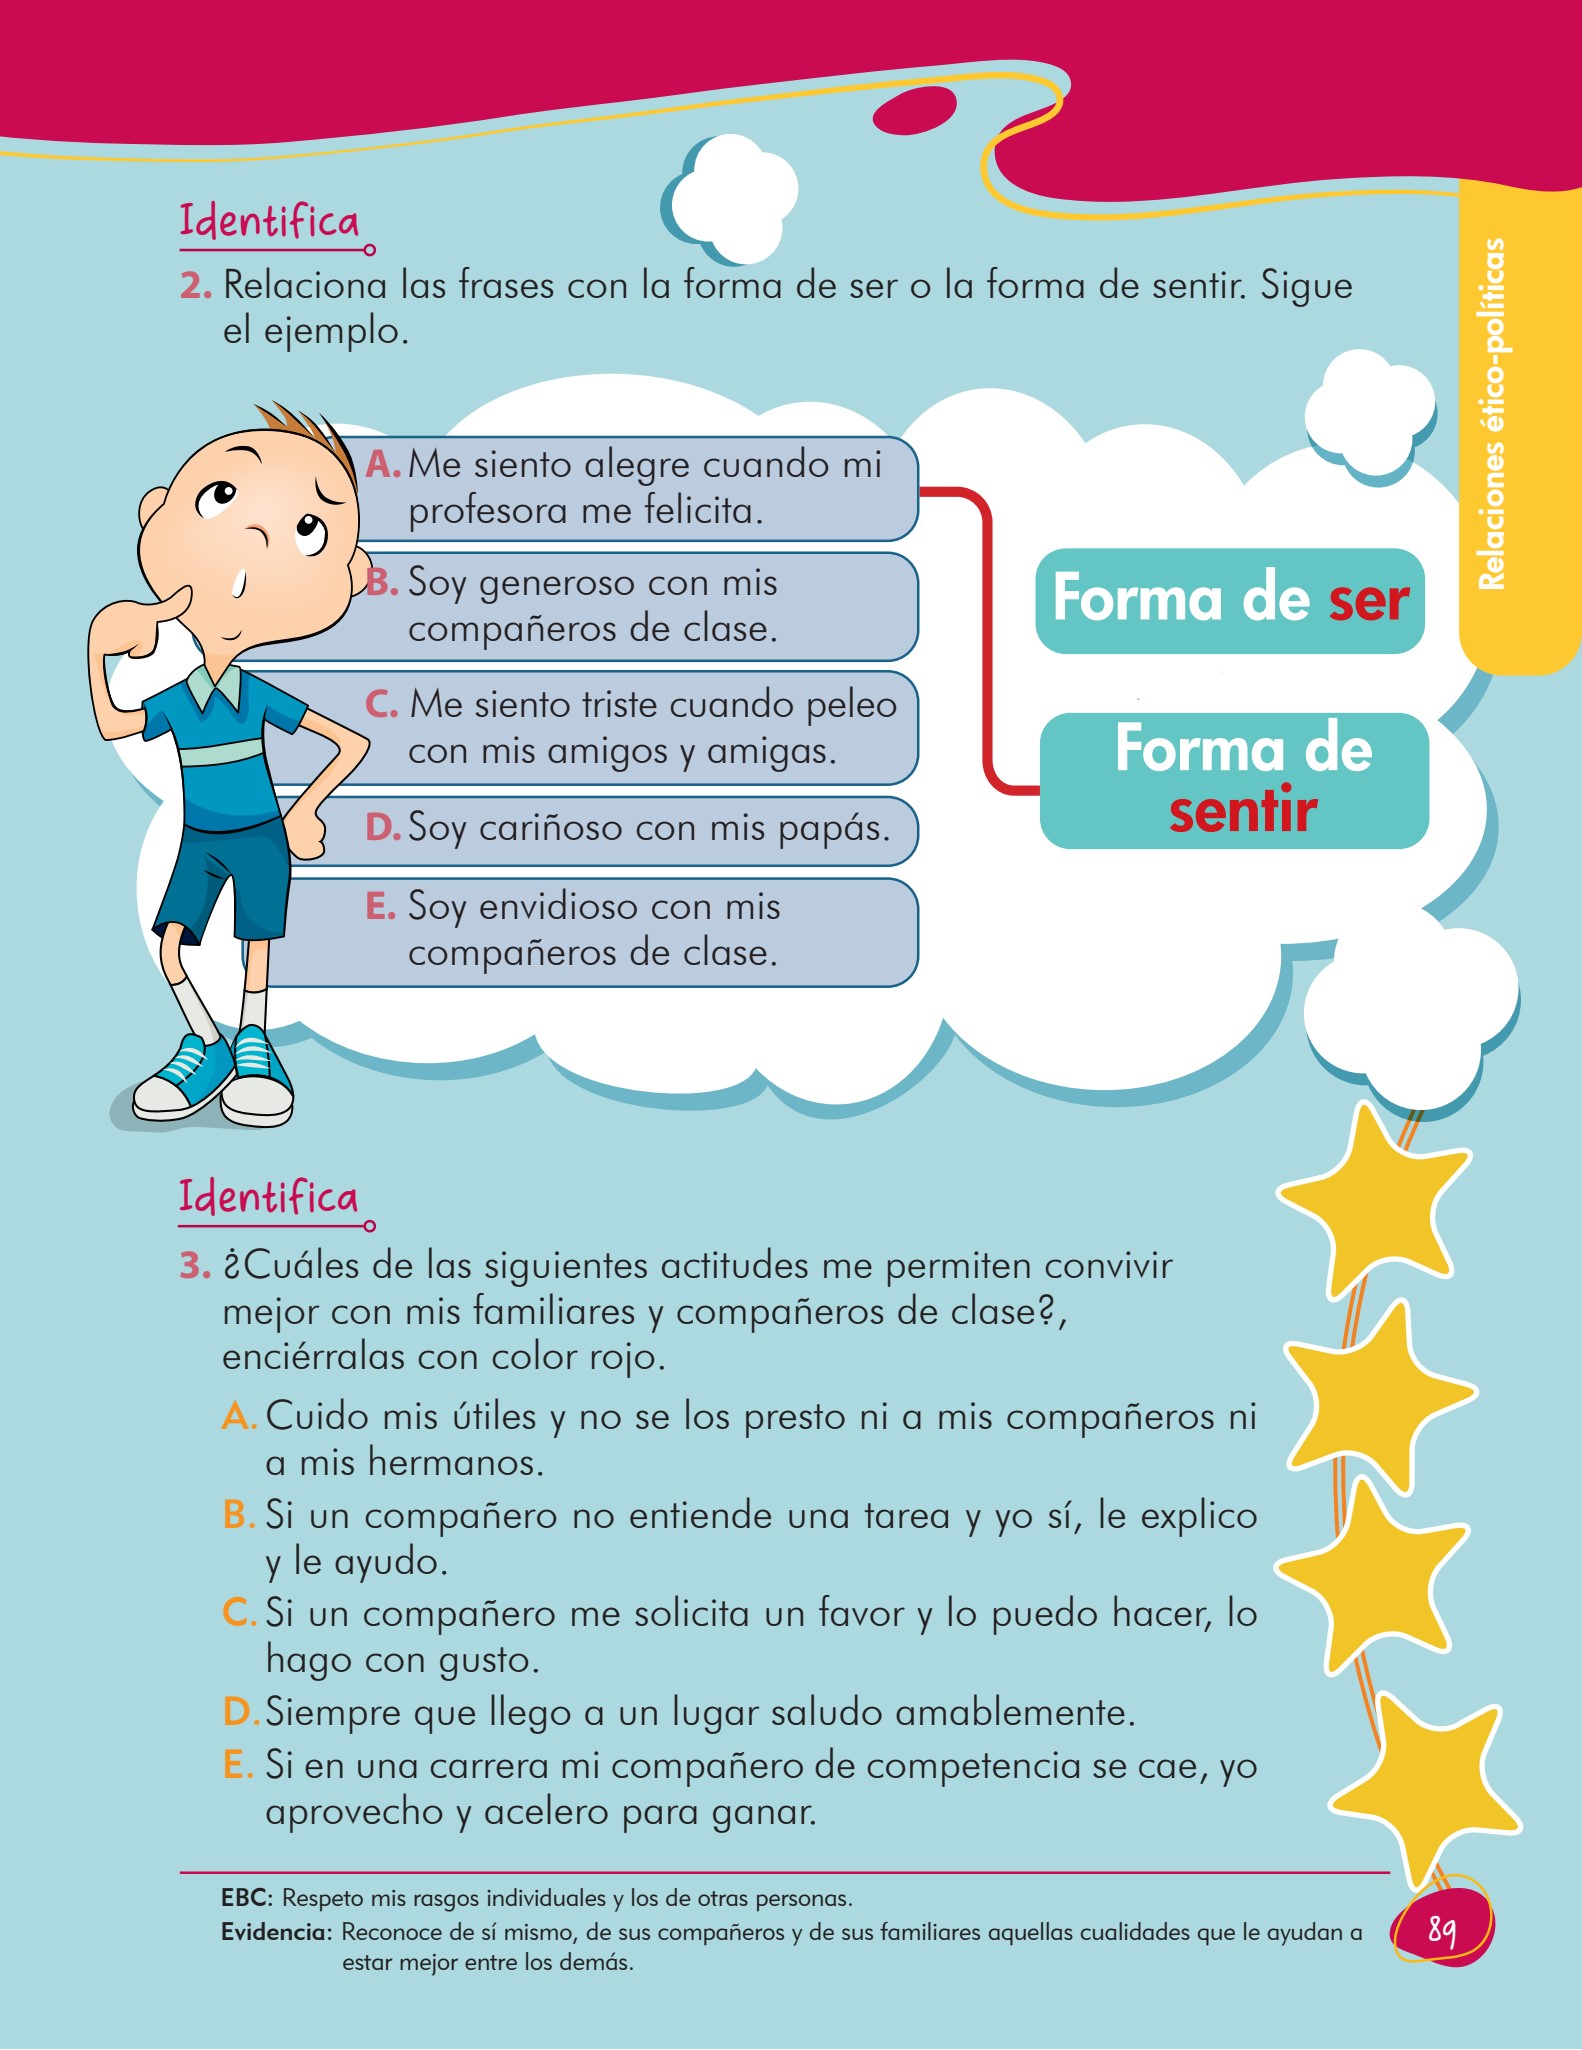 Identifica
2. Relaciona las frases con la forma de ser o la forma de sentir. Sigue
el ejemplo.
A. Me siento alegre cuando mi
profesora me felicita.
B. Soy generoso con mis
compañeros de clase.
C. Me siento triste cuando peleo
con mis amigos y amigas.
D. Soy cariñoso con mis papás.
E. Soy envidioso con mis
compañeros de clase.
Forma de ser
Forma de
sentir
Relaciones ético-políticas
Identifica
3. ¿Cuáles de las siguientes actitudes me permiten convivir
mejor con mis familiares y compañeros de clase?,
enciérralas con color rojo.
A. Cuido mis útiles y no se los presto ni a mis compañeros ni
a mis hermanos.
B. Si un compañero no entiende una tarea y yo sí, le explico
y le ayudo.
C. Si un compañero me solicita un favor y lo puedo hacer, lo
hago con gusto.
D. Siempre que llego a un lugar saludo amablemente.
E. Si en una carrera mi compañero de competencia se cae, yo
aprovecho y acelero para ganar.
EBC: Respeto mis rasgos individuales y los de otras personas.
Evidencia: Reconoce de sí mismo, de sus compañeros y de sus familiares aquellas cualidades que le ayudan a
estar mejor entre los demás.
89